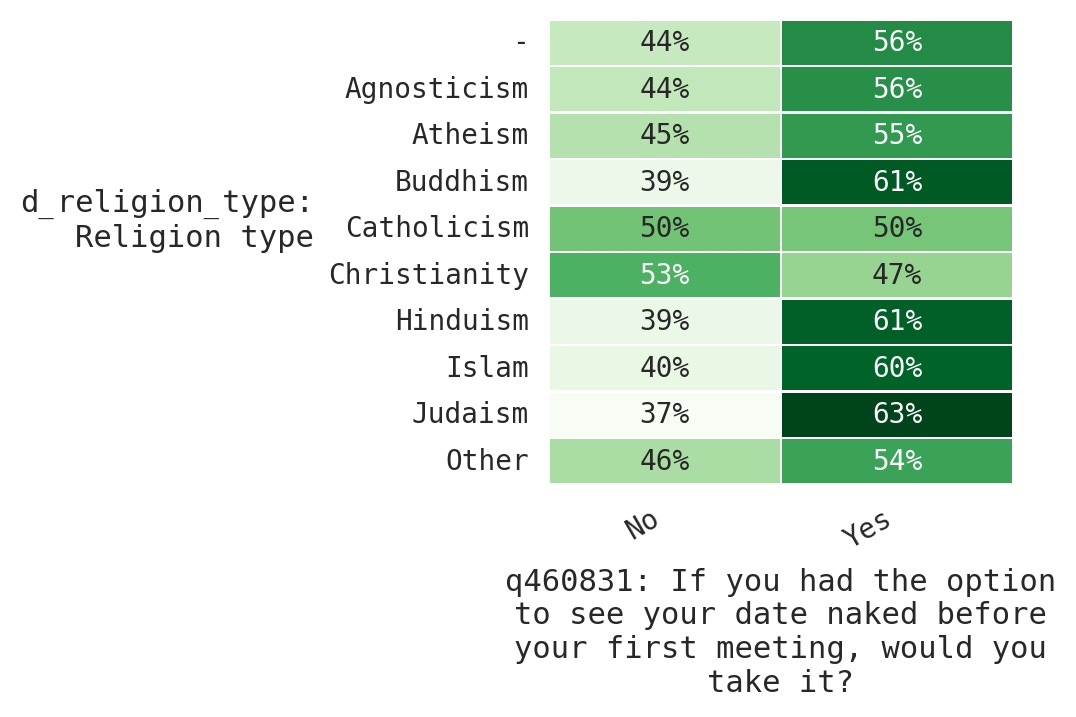 - 44% 56%
Agnosticism 44% 56%
Atheism 45% 55%
Buddhism 39% 61%
d_religion_type:
Religion type
Catholicism 50% 50%
Christianity 53% 47%
Hinduism 39% 61%
Islam 40% 60%
Judaism 37% 63%
Other 46% 54%
No Yes
q460831: If you had the option
to see your date naked before
your first meeting, would you
take it?